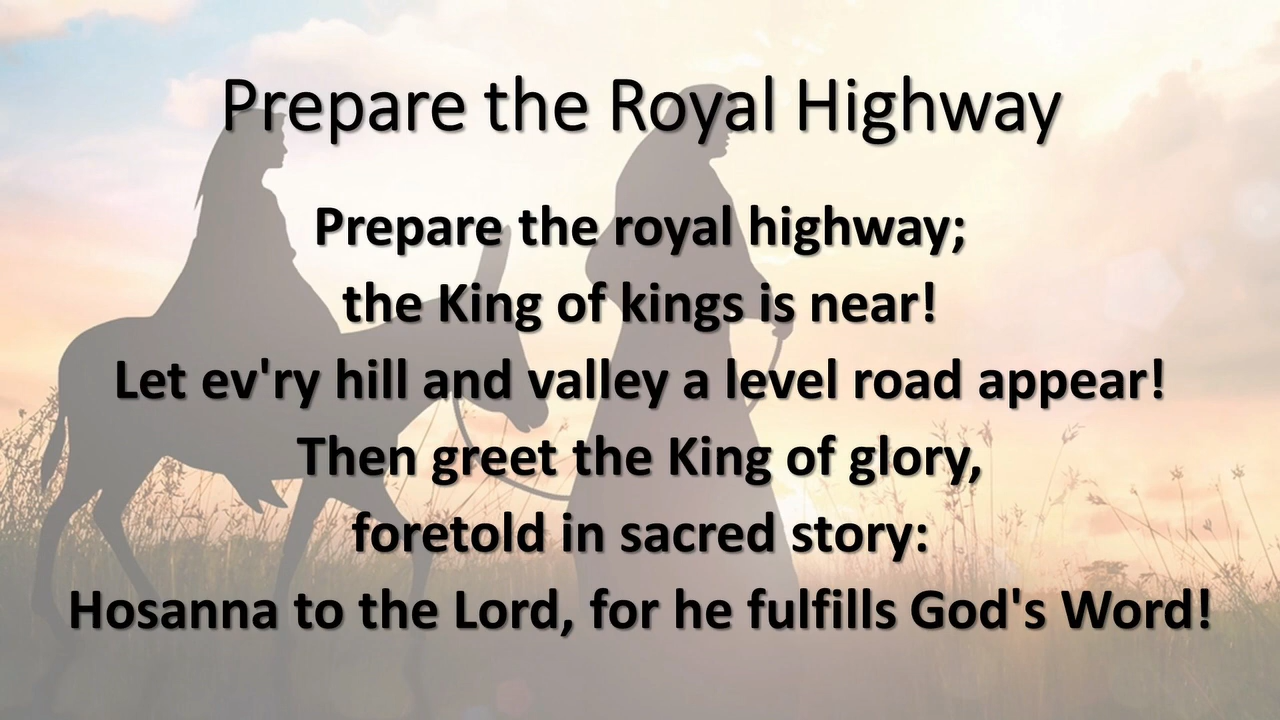 Prepare the Royal Highway
Prepare the royal highway;
the King of kings is near!
Let ev'ry hill and valley a level road appear!
Then greet the King of glory,
foretold in sacred story:
Hosanna to the Lord, for he fulfills God's Word!